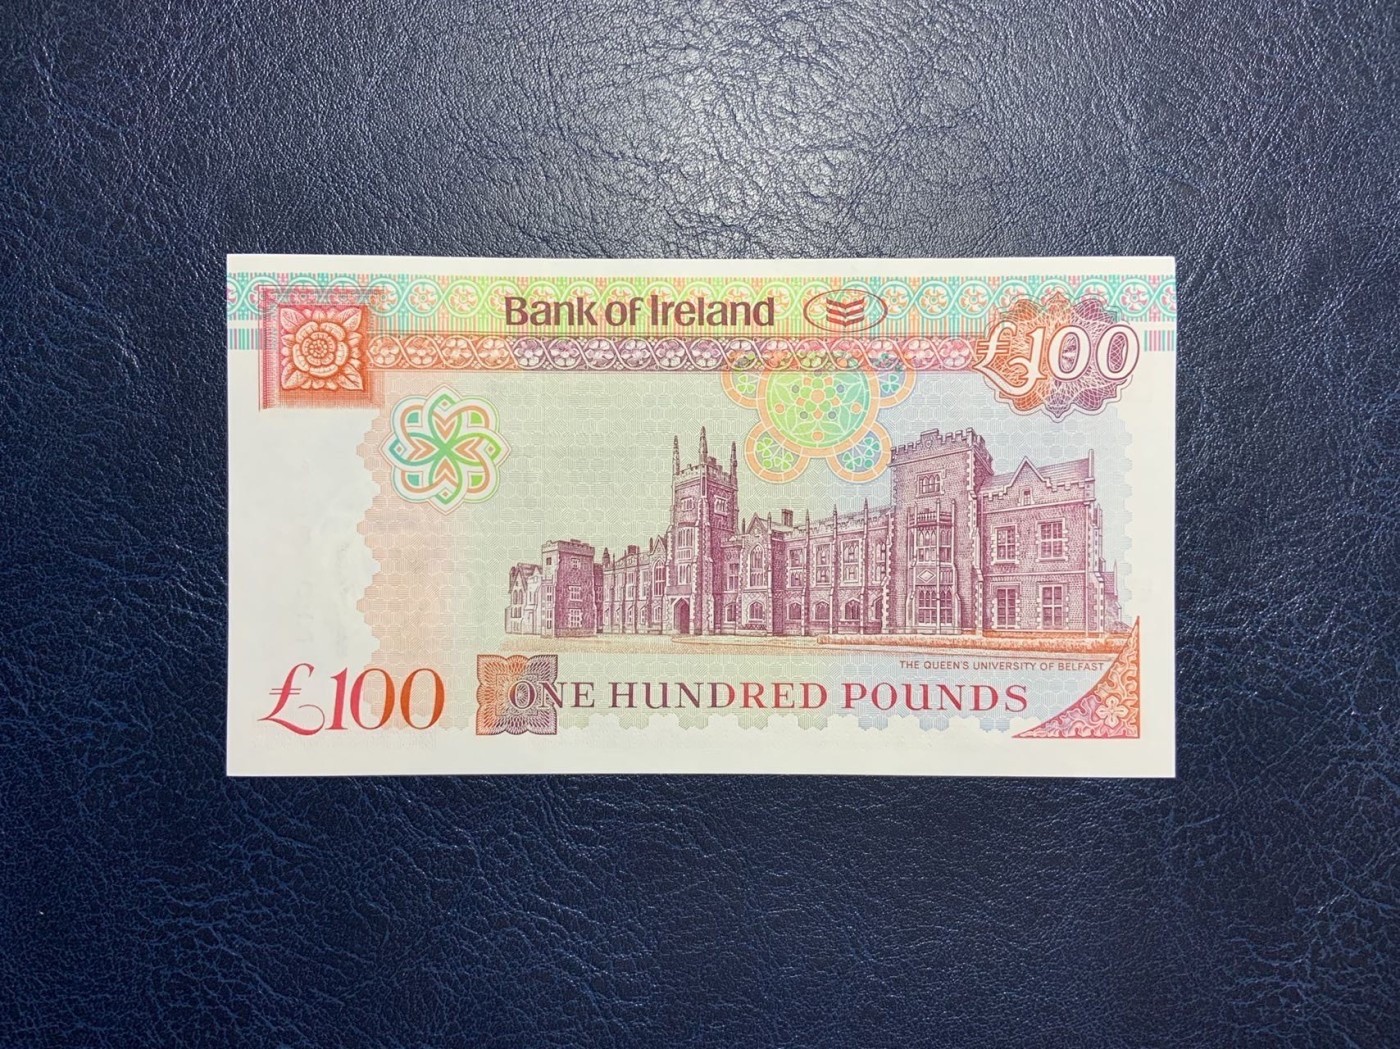 Bank of Ireland
£100
THE QUEEN'S UNIVERSITY OF BELFAST
£100
ONE HUNDRED POUNDS